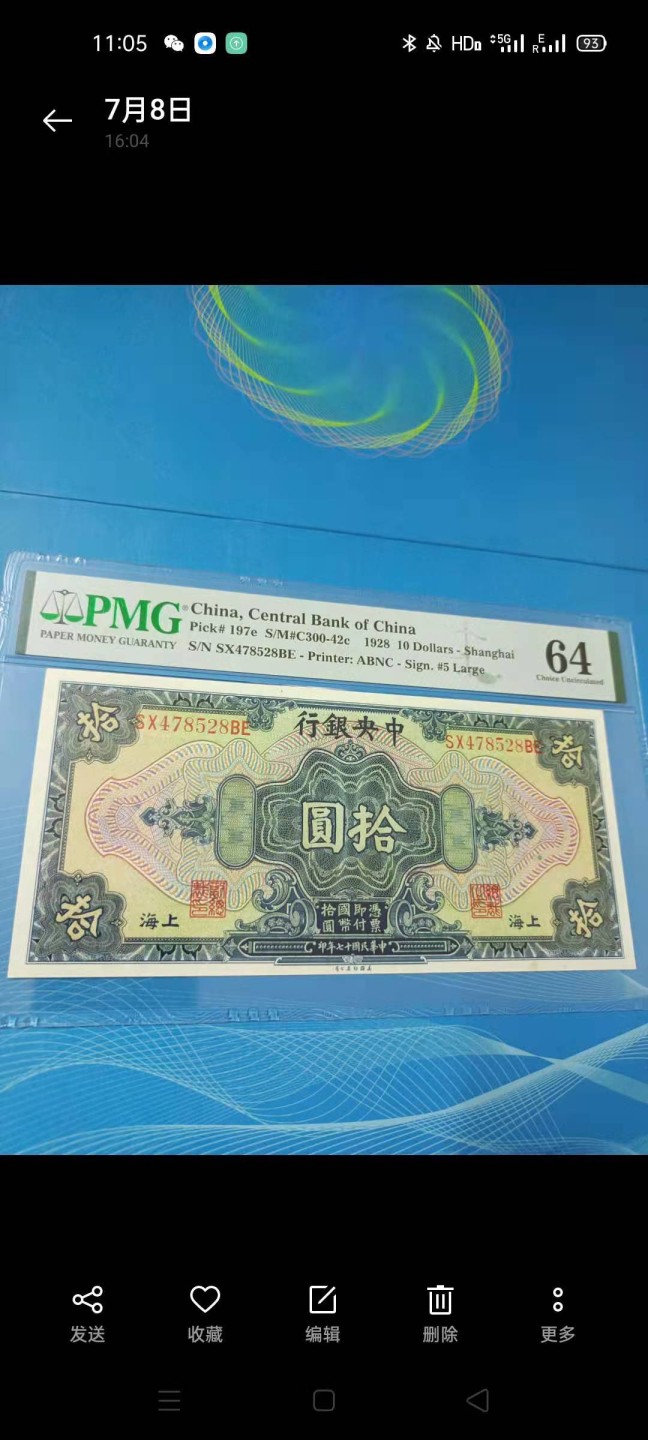 11:05
HD 5G E R 93
7月8日
16:04
PMG
PAPER MONEY GUARANTY
China, Central Bank of China
Pick# 197e S/M#C300-42c 1928 10 Dollars - Shanghai
S/N SX478528BE - Printer: ABNC - Sign. #5 Large
64
Choice Uncirculated
拾
SX478528BE
行銀央中
SX478528BE
拾
圓拾
拾
海上
拾國即憑
圓幣付票
印年七十國民華中
海上
拾
发送
收藏
编辑
删除
更多